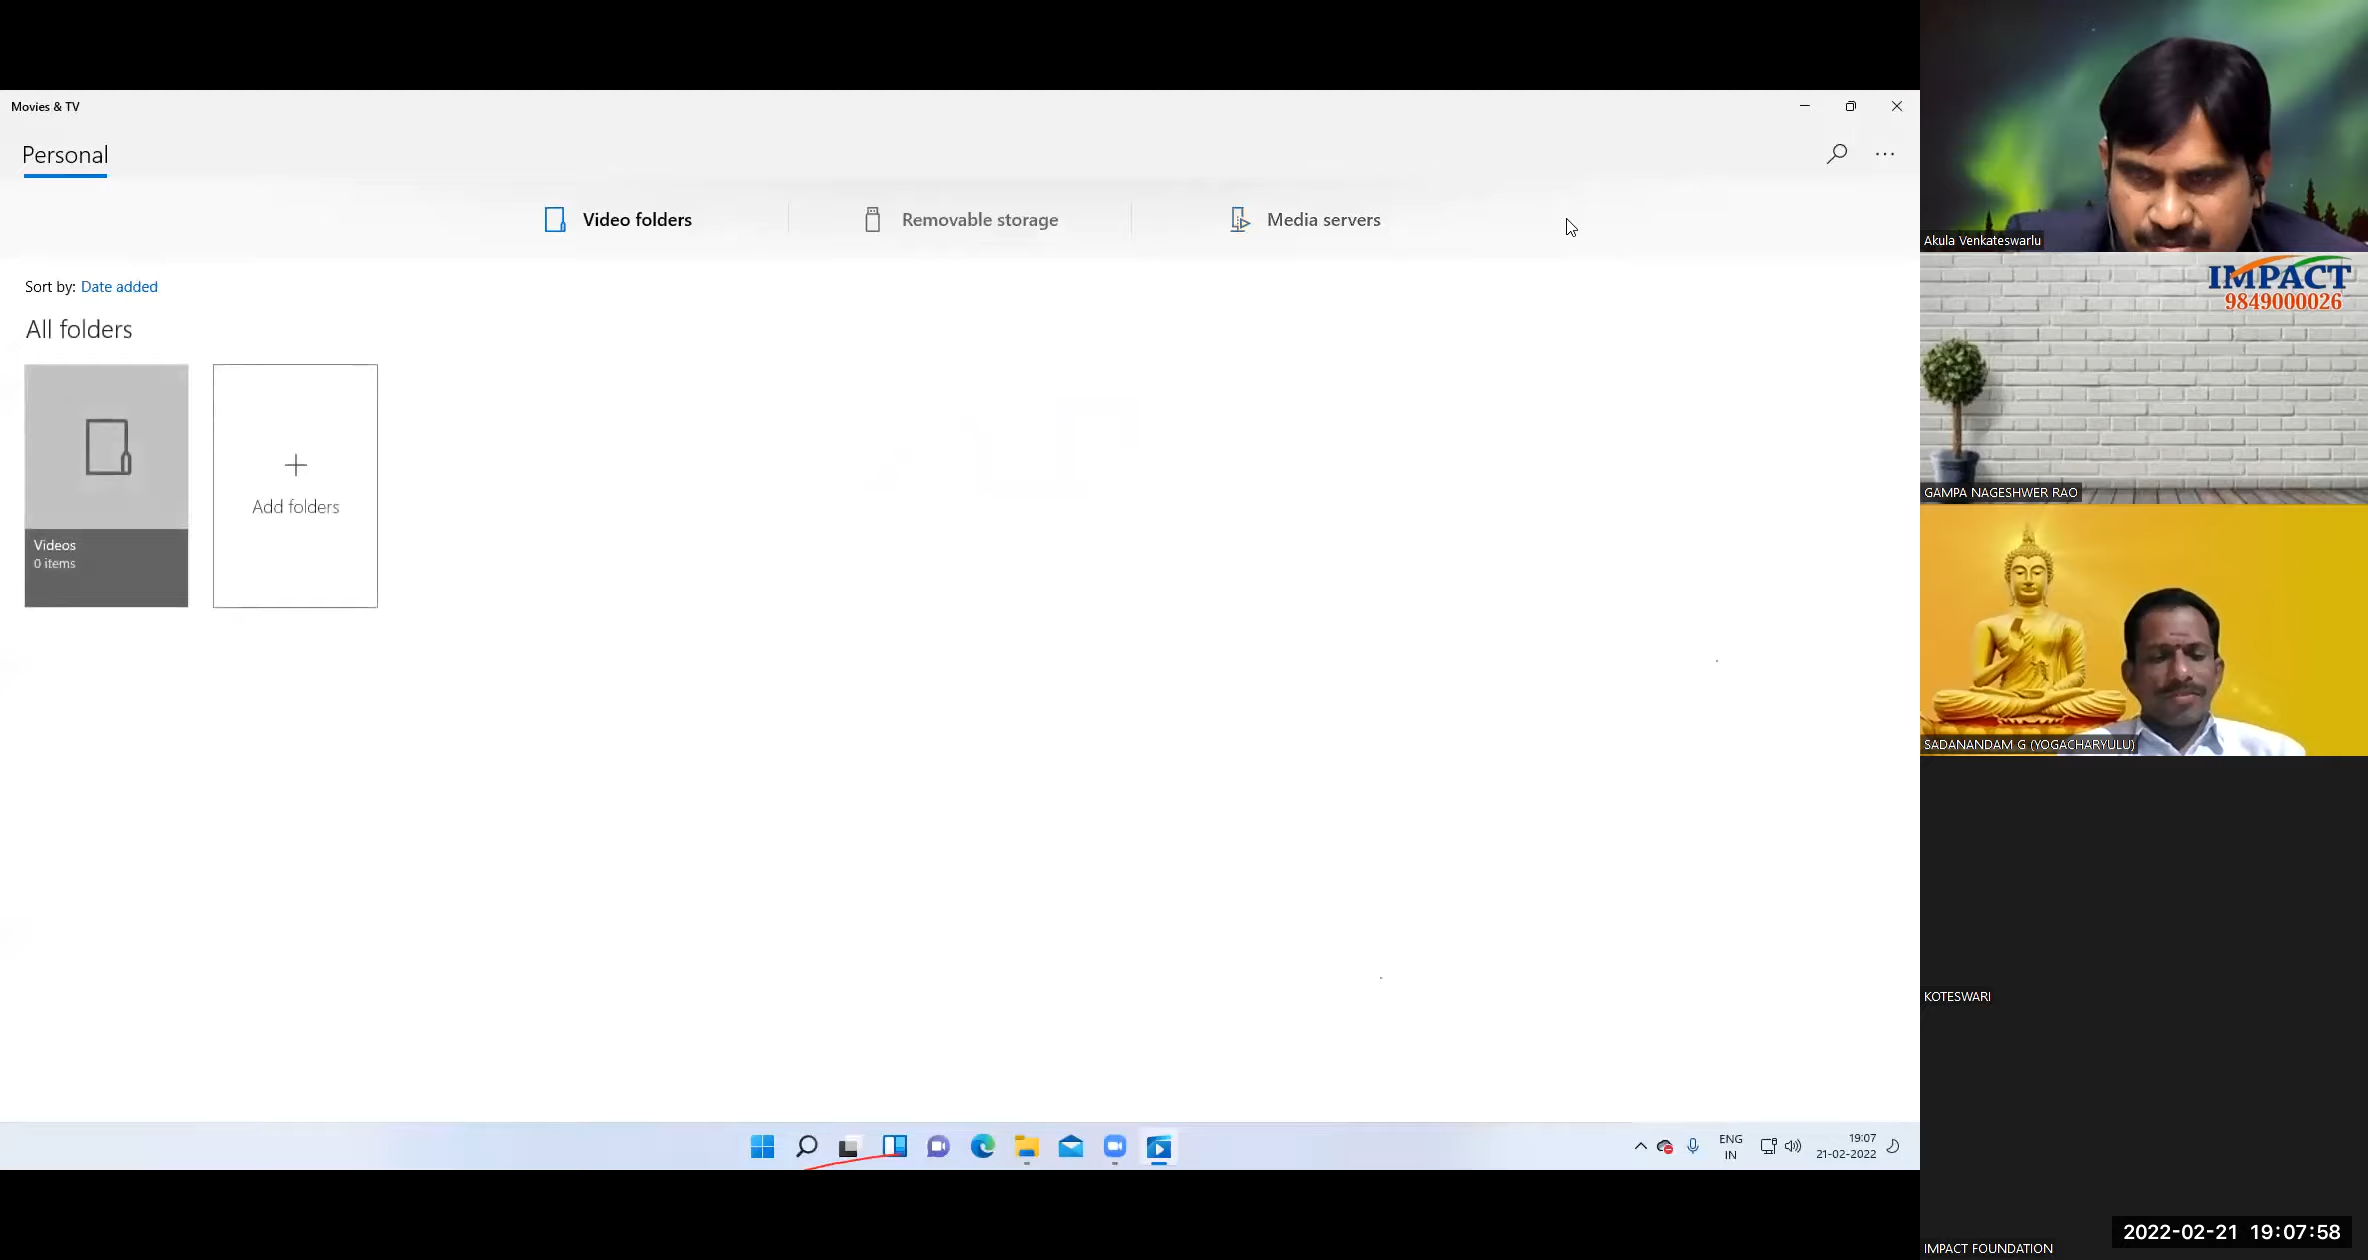 Movies & TV
Personal
Video folders
Removable storage
Media servers
Sort by: Date added
All folders
Videos
0 items
Add folders
ENG
IN
19:07
21-02-2022
Akula Venkateswarlu
IMPACT
9849000026
GAMPA NAGESHWER RAO
SADANANDAM G (YOGACHARYULU)
KOTESWARI
IMPACT FOUNDATION
2022-02-21 19:07:58